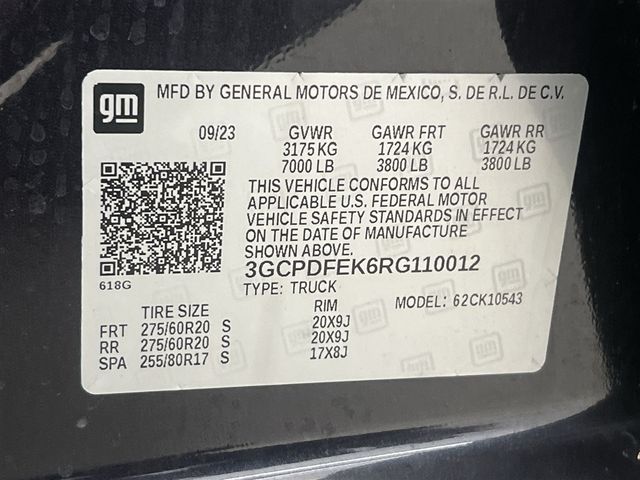 gm
MFD BY GENERAL MOTORS DE MEXICO, S. DE R.L. DE C.V.
09/23 GVWR GAWR FRT GAWR RR
3175 KG 1724 KG 1724 KG
7000 LB 3800 LB 3800 LB
THIS VEHICLE CONFORMS TO ALL
APPLICABLE U.S. FEDERAL MOTOR
VEHICLE SAFETY STANDARDS IN EFFECT
ON THE DATE OF MANUFACTURE
SHOWN ABOVE.
3GCPDFEK6RG110012
618G TYPE: TRUCK MODEL: 62CK10543
TIRE SIZE RIM
FRT 275/60R20 S 20X9J
RR 275/60R20 S 20X9J
SPA 255/80R17 S 17X8J